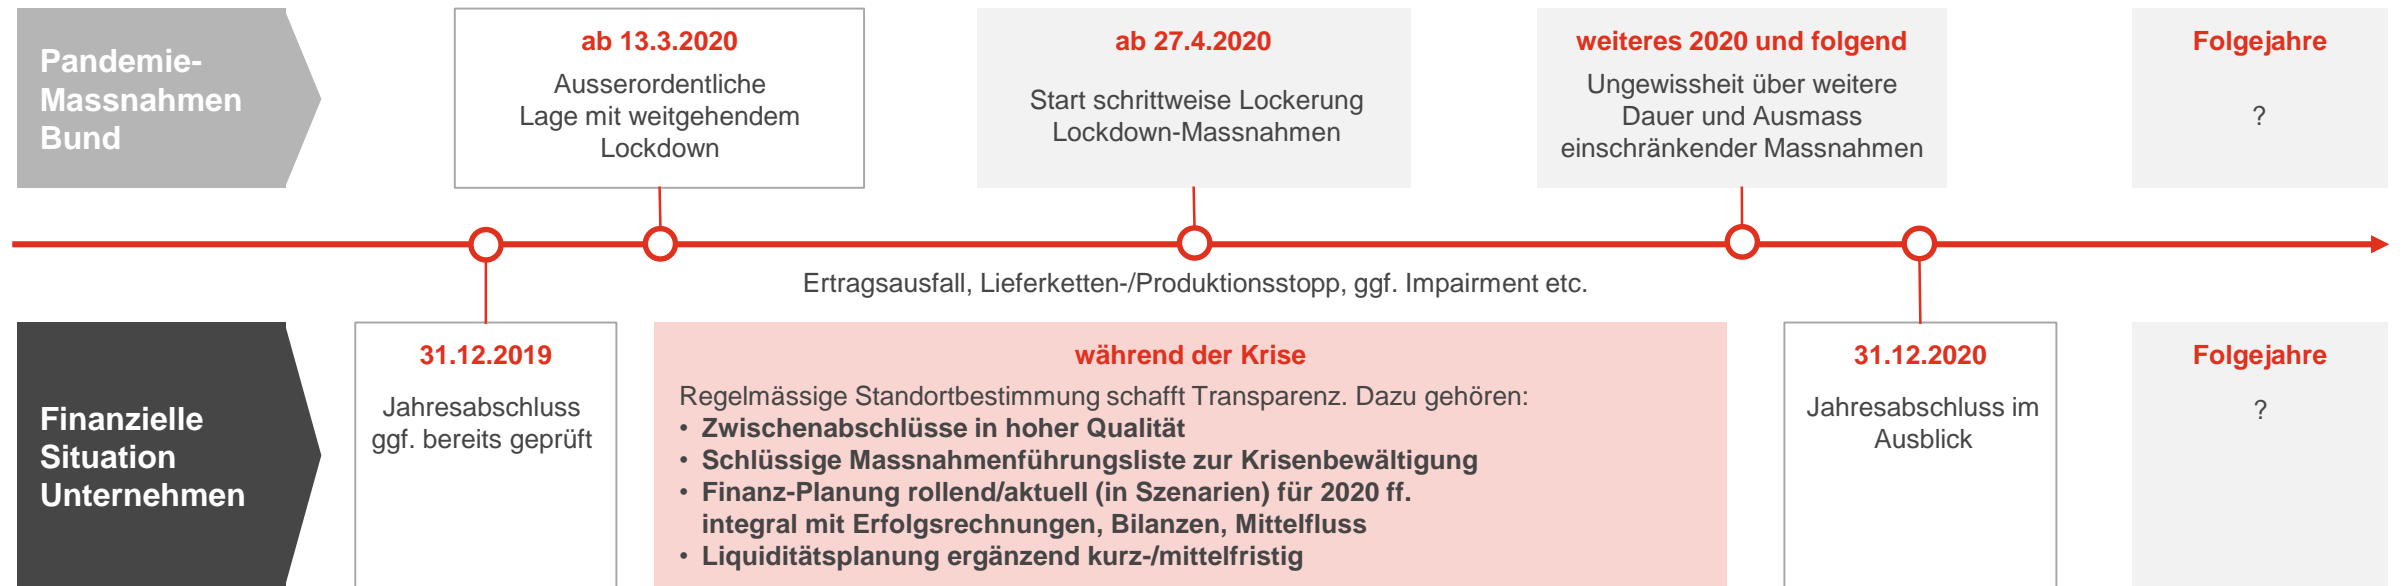 Pandemie-
Massnahmen
Bund
ab 13.3.2020
Ausserordentliche
Lage mit weitgehendem
Lockdown
ab 27.4.2020
Start schrittweise Lockerung
Lockdown-Massnahmen
weiteres 2020 und folgend
Ungewissheit über weitere
Dauer und Ausmass
einschränkender Massnahmen
Folgejahre
?
Ertragsausfall, Lieferketten-/Produktionsstopp, ggf. Impairment etc.
Finanzielle
Situation
Unternehmen
31.12.2019
Jahresabschluss
ggf. bereits geprüft
während der Krise
Regelmässige Standortbestimmung schafft Transparenz. Dazu gehören:
• Zwischenabschlüsse in hoher Qualität
• Schlüssige Massnahmenführungsliste zur Krisenbewältigung
• Finanz-Planung rollend/aktuell (in Szenarien) für 2020 ff.
integral mit Erfolgsrechnungen, Bilanzen, Mittelfluss
• Liquiditätsplanung ergänzend kurz-/mittelfristig
31.12.2020
Jahresabschluss im
Ausblick
Folgejahre
?